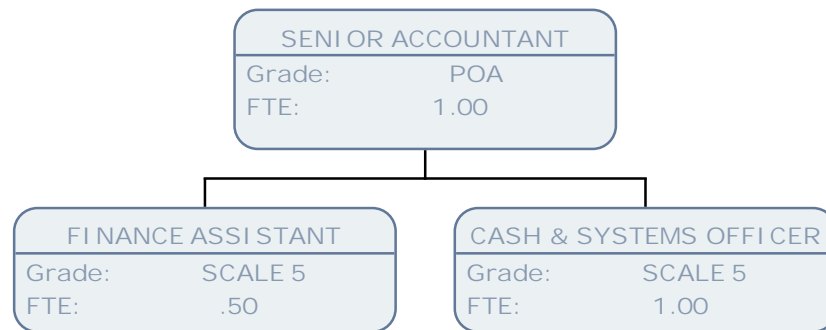 SENIOR ACCOUNTANT
Grade: POA
FTE: 1.00
FINANCE ASSISTANT
Grade: SCALE 5
FTE: .50
CASH & SYSTEMS OFFICER
Grade: SCALE 5
FTE: 1.00